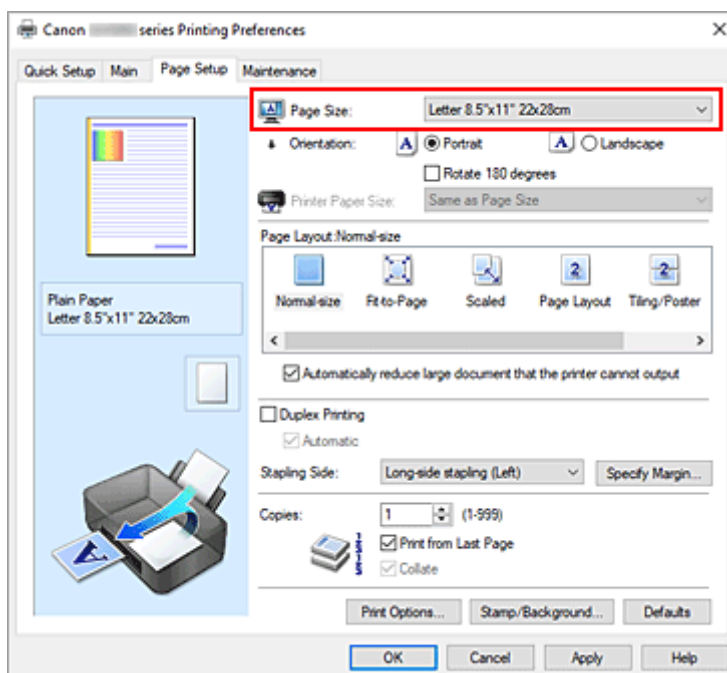 Canon series Printing Preferences
Quick Setup Main Page Setup Maintenance
Page Size: Letter 8.5"x11" 22x28cm
Orientation: A Portrait A Landscape
Rotate 180 degrees
Printer Paper Size: Same as Page Size
Page Layout:Normal-size
Normal-size Fit-to-Page Scaled Page Layout Tiling/Poster
Plain Paper
Letter 8.5"x11" 22x28cm
Automatically reduce large document that the printer cannot output
Duplex Printing
Automatic
Stapling Side: Long-side stapling (Left) Specify Margin...
Copies: 1 (1-999)
Print from Last Page
Collate
Print Options... Stamp/Background... Defaults
OK Cancel Apply Help